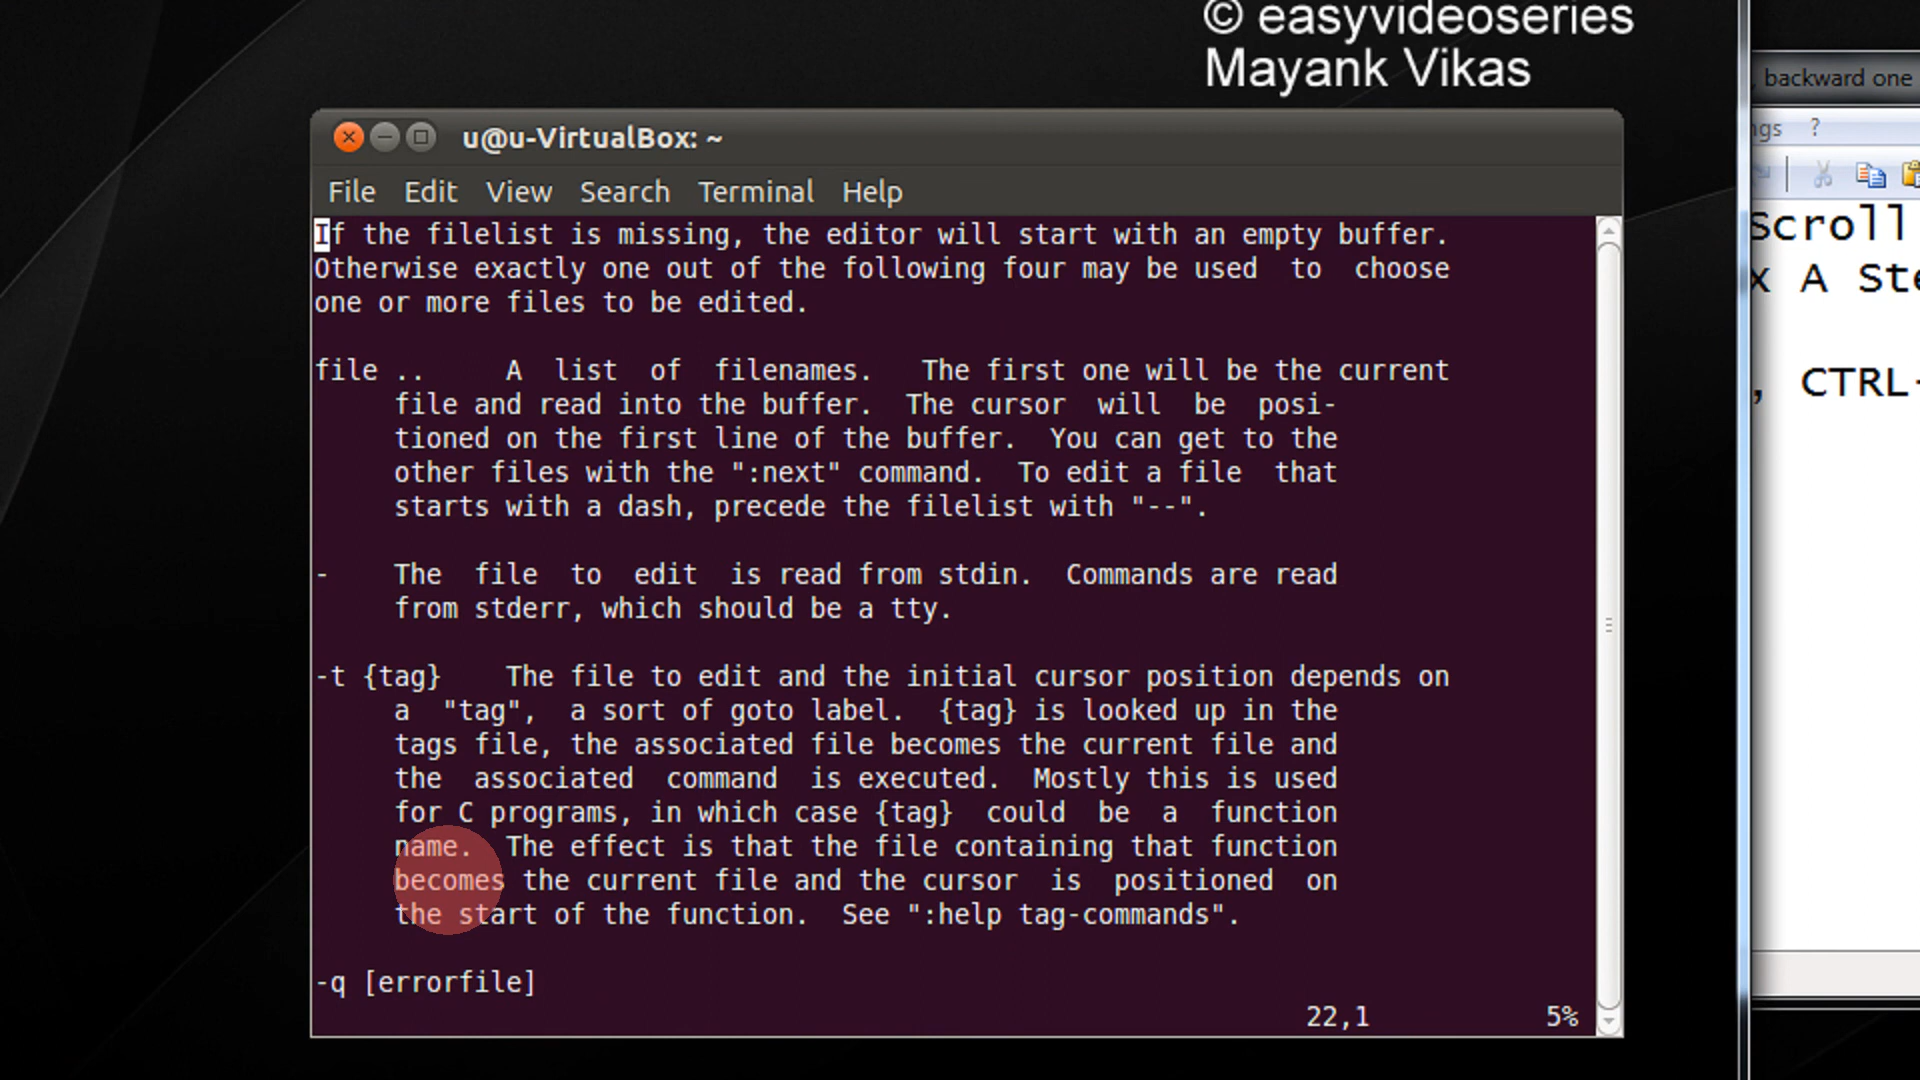 © easyvideoseries
Mayank Vikas
, backward one
u@u-VirtualBox: ~
ngs ?
File Edit View Search Terminal Help
If the filelist is missing, the editor will start with an empty buffer.
Otherwise exactly one out of the following four may be used  to  choose
one or more files to be edited.
file ..     A  list  of  filenames.   The first one will be the current
file and read into the buffer.  The cursor  will  be  posi-
tioned on the first line of the buffer.  You can get to the
other files with the ":next" command.  To edit a file  that
starts with a dash, precede the filelist with "--".
-    The  file  to  edit  is read from stdin.  Commands are read
from stderr, which should be a tty.
-t {tag}    The file to edit and the initial cursor position depends on
a  "tag",  a sort of goto label.  {tag} is looked up in the
tags file, the associated file becomes the current file and
the  associated  command  is executed.  Mostly this is used
for C programs, in which case {tag}  could  be  a  function
name.  The effect is that the file containing that function
becomes the current file and the cursor  is  positioned  on
the start of the function.  See ":help tag-commands".
-q [errorfile]
22,1 5%
Scroll
x A Ste
, CTRL-